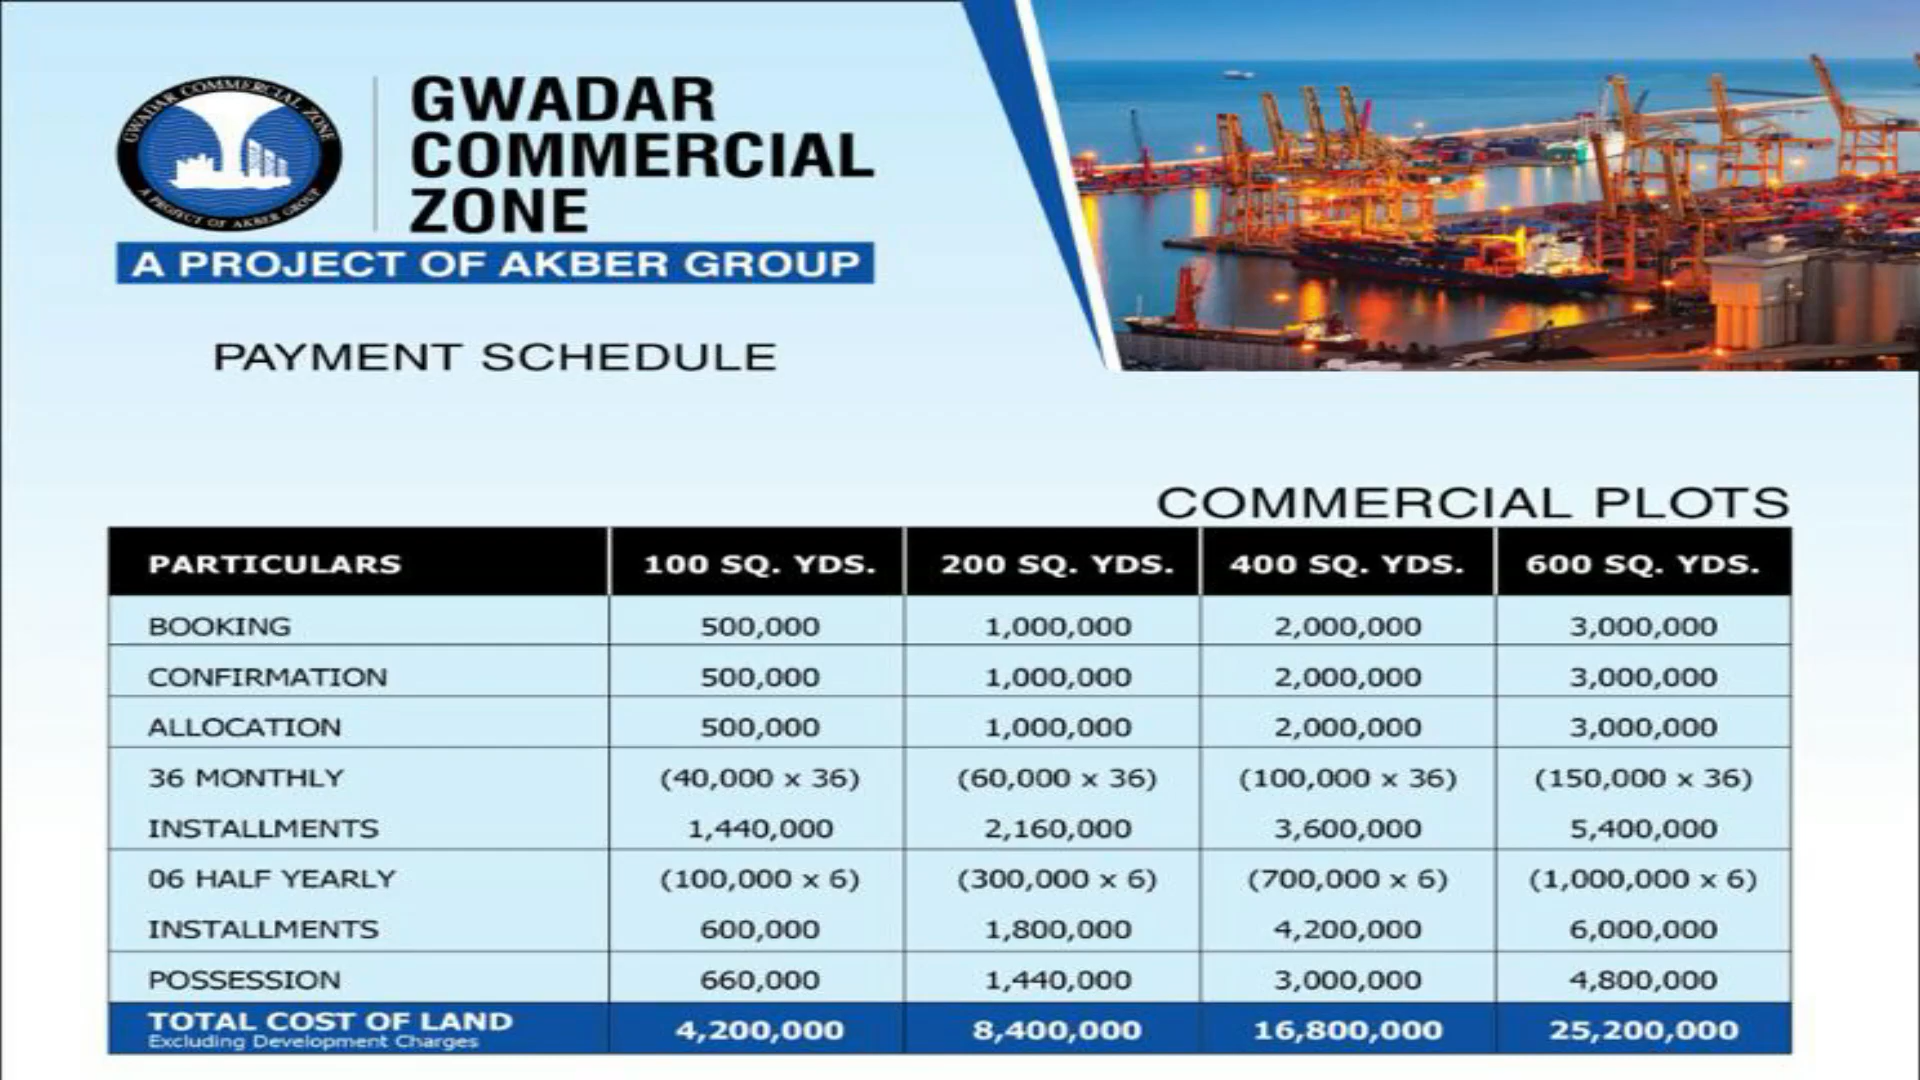 GWADAR COMMERCIAL ZONE
A PROJECT OF AKBER GROUP
GWADAR
COMMERCIAL
ZONE
A PROJECT OF AKBER GROUP
PAYMENT SCHEDULE
COMMERCIAL PLOTS
PARTICULARS 100 SQ. YDS. 200 SQ. YDS. 400 SQ. YDS. 600 SQ. YDS.
BOOKING 500,000 1,000,000 2,000,000 3,000,000
CONFIRMATION 500,000 1,000,000 2,000,000 3,000,000
ALLOCATION 500,000 1,000,000 2,000,000 3,000,000
36 MONTHLY (40,000 x 36) (60,000 x 36) (100,000 x 36) (150,000 x 36)
INSTALLMENTS 1,440,000 2,160,000 3,600,000 5,400,000
06 HALF YEARLY (100,000 x 6) (300,000 x 6) (700,000 x 6) (1,000,000 x 6)
INSTALLMENTS 600,000 1,800,000 4,200,000 6,000,000
POSSESSION 660,000 1,440,000 3,000,000 4,800,000
TOTAL COST OF LAND 4,200,000 8,400,000 16,800,000 25,200,000
Excluding Development Charges